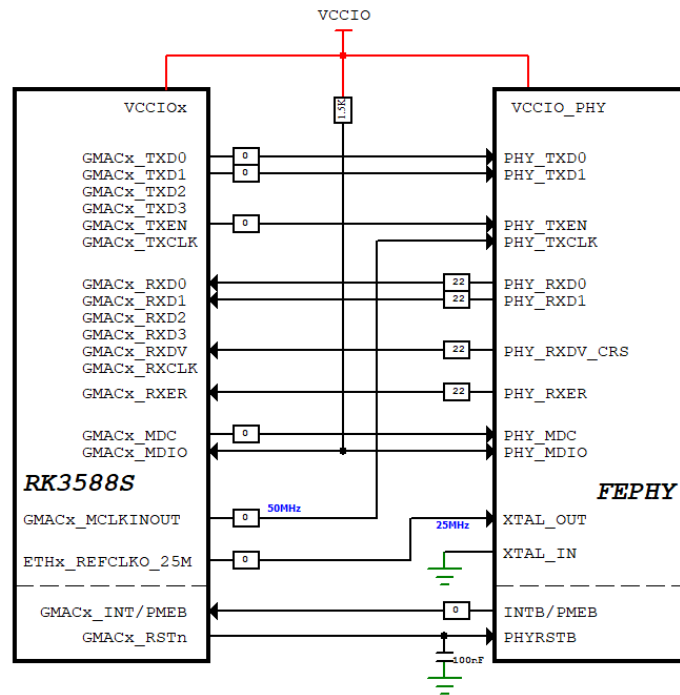 VCCIO
VCCIOx
1.5K
VCCIO_PHY
GMACx_TXD0 0 PHY_TXD0
GMACx_TXD1 0 PHY_TXD1
GMACx_TXD2
GMACx_TXD3
GMACx_TXEN 0 PHY_TXEN
GMACx_TXCLK PHY_TXCLK
GMACx_RXD0 22 PHY_RXD0
GMACx_RXD1 22 PHY_RXD1
GMACx_RXD2
GMACx_RXD3
GMACx_RXDV 22 PHY_RXDV_CRS
GMACx_RXCLK
GMACx_RXER 22 PHY_RXER
GMACx_MDC 0 PHY_MDC
GMACx_MDIO PHY_MDIO
RK3588S FEPHY
GMACx_MCLKINOUT 0 50MHz 25MHz XTAL_OUT
ETHx_REFCLKO_25M 0 XTAL_IN
GMACx_INT/PMEB 0 INTB/PMEB
GMACx_RSTn PHYRSTB
100nF